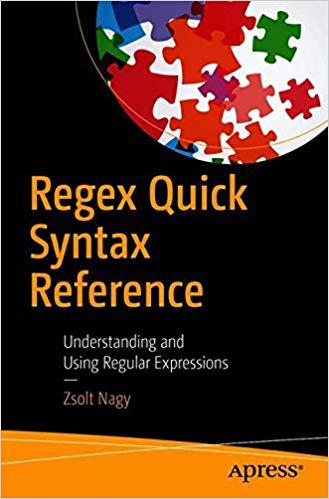 Regex Quick
Syntax
Reference
Understanding and
Using Regular Expressions
Zsolt Nagy
Apress®